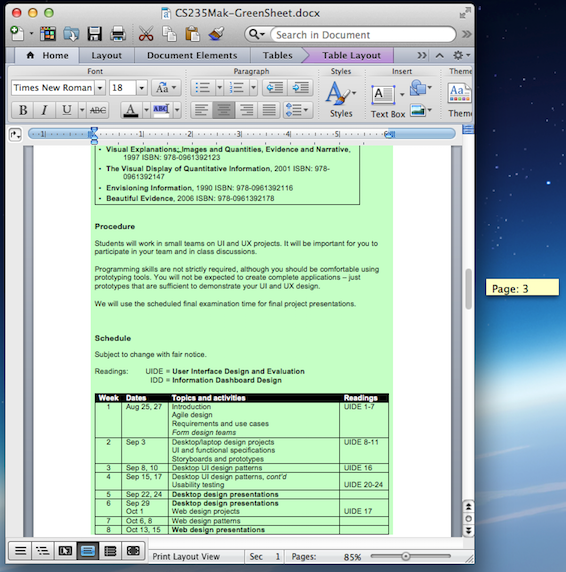 CS235Mak-GreenSheet.docx
Search in Document
Home Layout Document Elements Tables Table Layout
Font Paragraph Styles Insert Theme
Times New Roman 18 Aa
B I U ABC A ABC Styles Text Box Them
Visual Explanations: Images and Quantities, Evidence and Narrative,
1997 ISBN: 978-0961392123
• The Visual Display of Quantitative Information, 2001 ISBN: 978-
0961392147
• Envisioning Information, 1990 ISBN: 978-0961392116
• Beautiful Evidence, 2006 ISBN: 978-0961392178
Procedure
Students will work in small teams on UI and UX projects. It will be important for you to
participate in your team and in class discussions.
Programming skills are not strictly required, although you should be comfortable using
prototyping tools. You will not be expected to create complete applications – just
prototypes that are sufficient to demonstrate your UI and UX design.
Page: 3
We will use the scheduled final examination time for final project presentations.
Schedule
Subject to change with fair notice.
Readings: UIDE = User Interface Design and Evaluation
IDD = Information Dashboard Design
Week Dates Topics and activities Readings
1 Aug 25, 27 Introduction UIDE 1-7
Agile design
Requirements and use cases
Form design teams
2 Sep 3 Desktop/laptop design projects UIDE 8-11
UI and functional specifications
Storyboards and prototypes
3 Sep 8, 10 Desktop UI design patterns UIDE 16
4 Sep 15, 17 Desktop UI design patterns, cont'd
Usability testing UIDE 20-24
5 Sep 22, 24 Desktop design presentations
6 Sep 29 Desktop design presentations
Oct 1 Web design projects UIDE 17
7 Oct 6, 8 Web design patterns
8 Oct 13, 15 Web design presentations
Print Layout View Sec 1 Pages: 85%